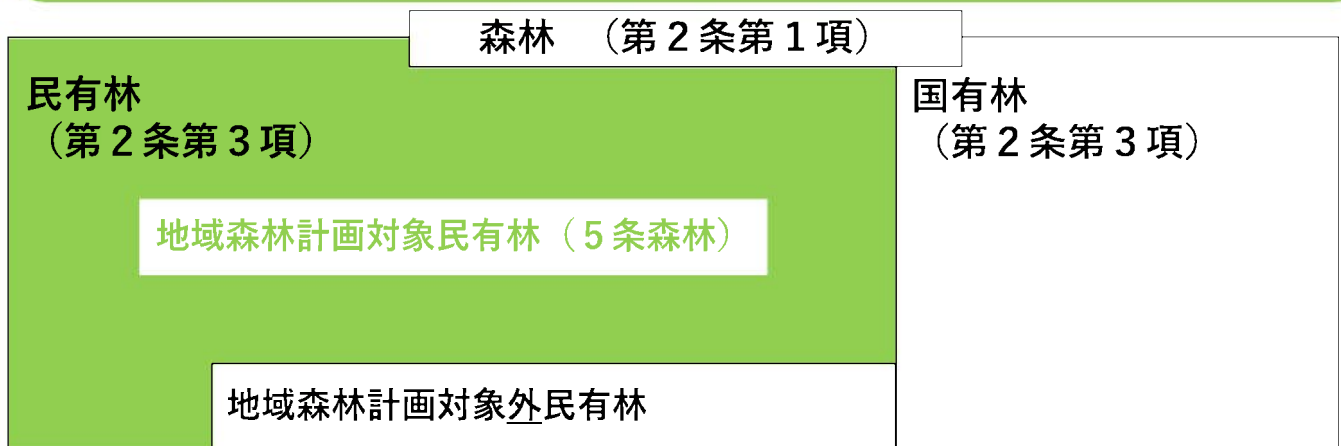 森林　（第２条第１項）
民有林
（第２条第３項）
国有林
（第２条第３項）
地域森林計画対象民有林（５条森林）
地域森林計画対象外民有林